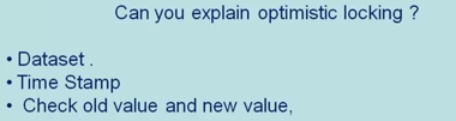 Can you explain optimistic locking ?
• Dataset .
• Time Stamp
• Check old value and new value,